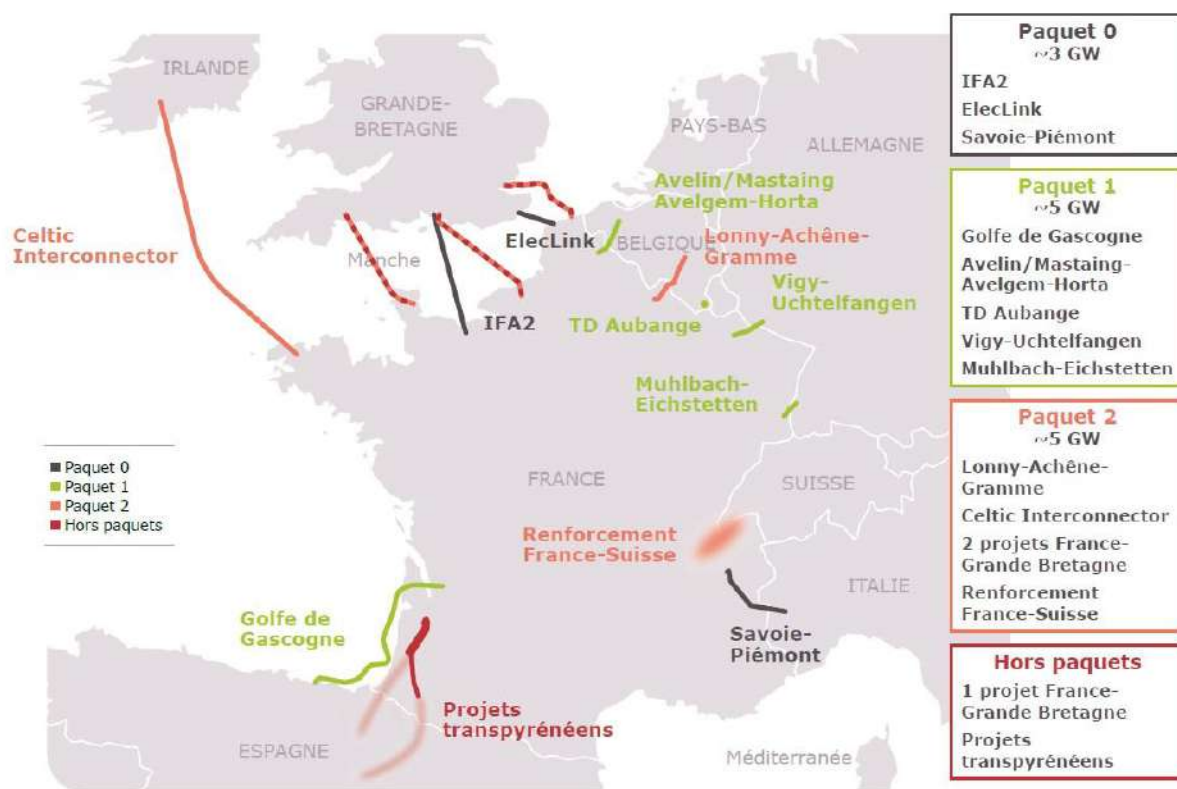 IRLANDE
GRANDE-
BRETAGNE
PAYS-BAS
ALLEMAGNE
Avelin/Mastaing
Avelgem-Horta
Celtic
Interconnector
Manche
ElecLink
BELGIQUE
Lonny-Achêne-
Gramme
Vigy-
Uchtelfangen
IFA2
TD Aubange
Muhlbach-
Eichstetten
Paquet 0
Paquet 1
Paquet 2
Hors paquets
FRANCE
SUISSE
Renforcement
France-Suisse
ITALIE
Golfe de
Gascogne
Savoie-
Piémont
Projets
transpyrénéens
ESPAGNE
Méditerranée
Paquet 0
~3 GW
IFA2
ElecLink
Savoie-Piémont
Paquet 1
~5 GW
Golfe de Gascogne
Avelin/Mastaing-
Avelgem-Horta
TD Aubange
Vigy-Uchtelfangen
Muhlbach-Eichstetten
Paquet 2
~5 GW
Lonny-Achêne-
Gramme
Celtic Interconnector
2 projets France-
Grande Bretagne
Renforcement
France-Suisse
Hors paquets
1 projet France-
Grande Bretagne
Projets
transpyrénéens